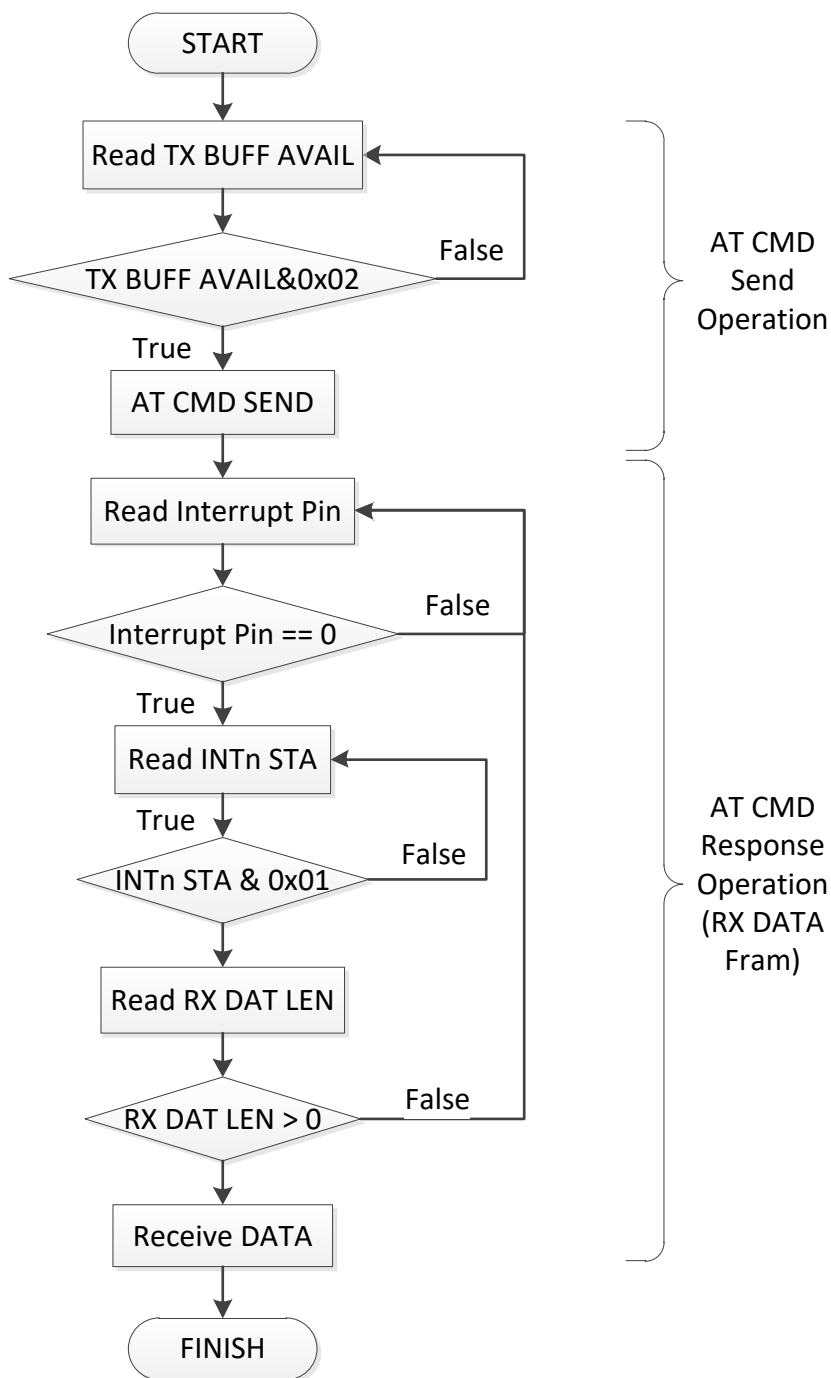 START
Read TX BUFF AVAIL
False
TX BUFF AVAIL&0x02
True
AT CMD SEND
AT CMD
Send
Operation
Read Interrupt Pin
False
Interrupt Pin == 0
True
Read INTn STA
True
False
INTn STA & 0x01
Read RX DAT LEN
False
RX DAT LEN > 0
Receive DATA
FINISH
AT CMD
Response
Operation
(RX DATA
Fram)